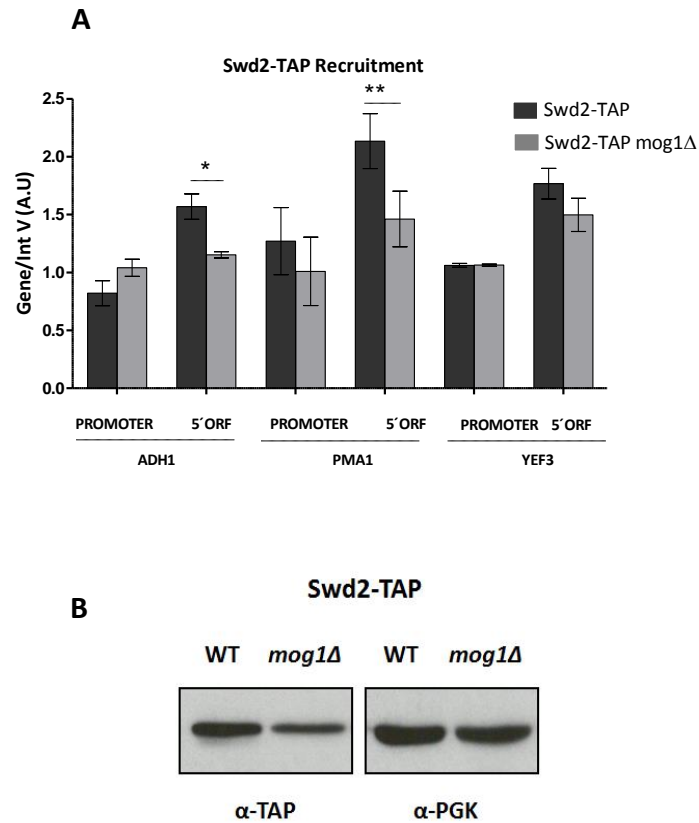 A
Swd2-TAP Recruitment
Gene/Int V (A.U)
2.5
2.0
1.5
1.0
0.5
0.0
*
**
Swd2-TAP
Swd2-TAP mog1Δ
PROMOTER 5´ORF PROMOTER 5´ORF PROMOTER 5´ORF
ADH1 PMA1 YEF3
B
Swd2-TAP
WT mog1Δ WT mog1Δ
α-TAP α-PGK